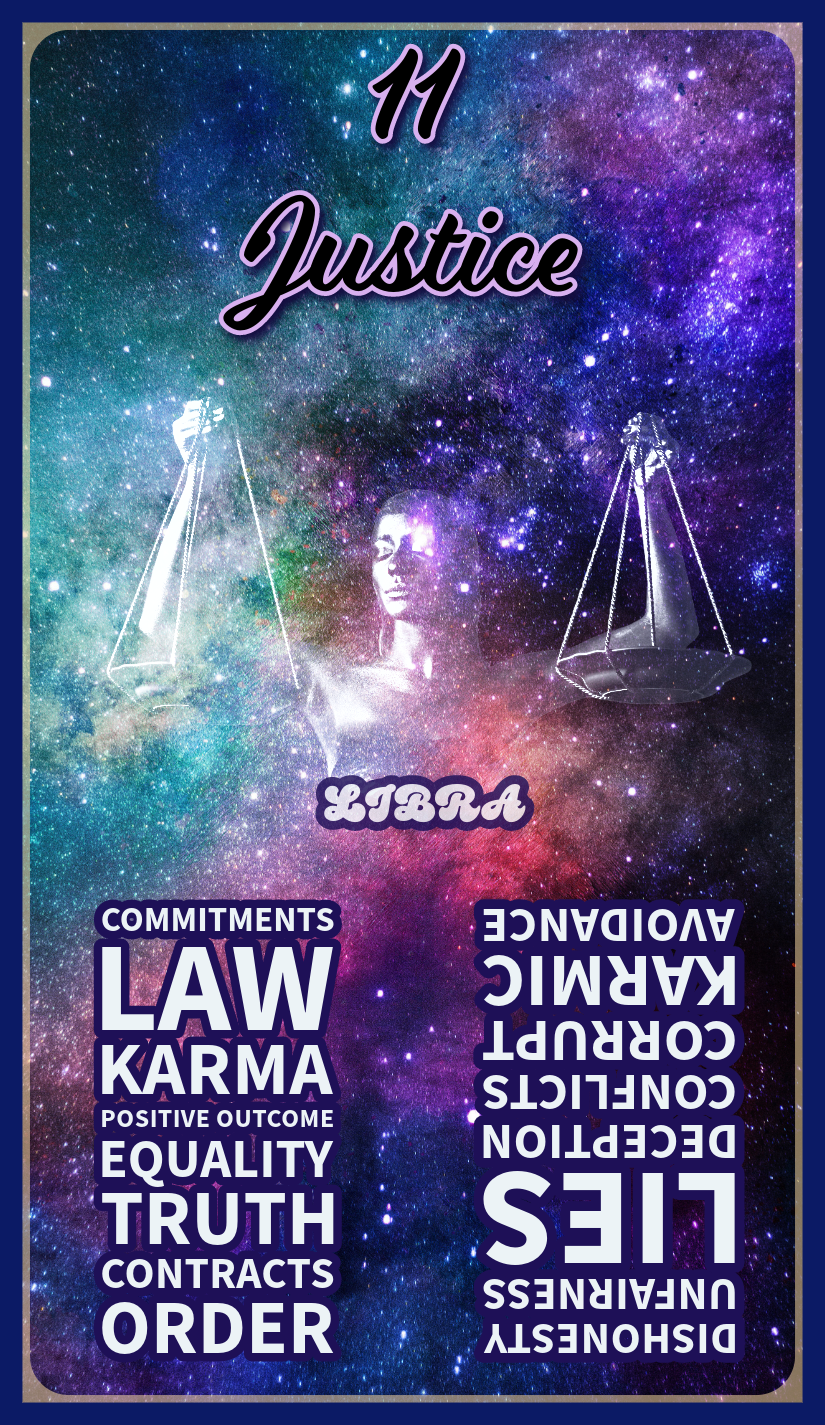 11
Justice
LIBRA
COMMITMENTS
LAW
KARMA
POSITIVE OUTCOME
EQUALITY
TRUTH
CONTRACTS
ORDER
DISHONESTY
UNFAIRNESS
LIES
DECEPTION
CONFLICTS
CORRUPT
KARMIC
AVOIDANCE